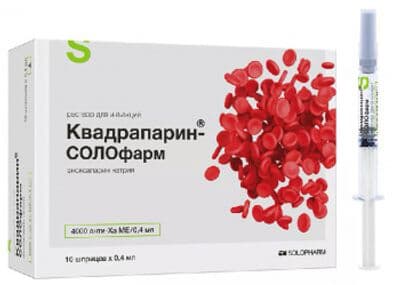 раствор для инъекций
Квадрапарин®-
СОЛОфарм
эноксапарин натрия
4000 анти-Ха МЕ/0,4 мл
10 шприцев х 0,4 мл
SOLOPHARM